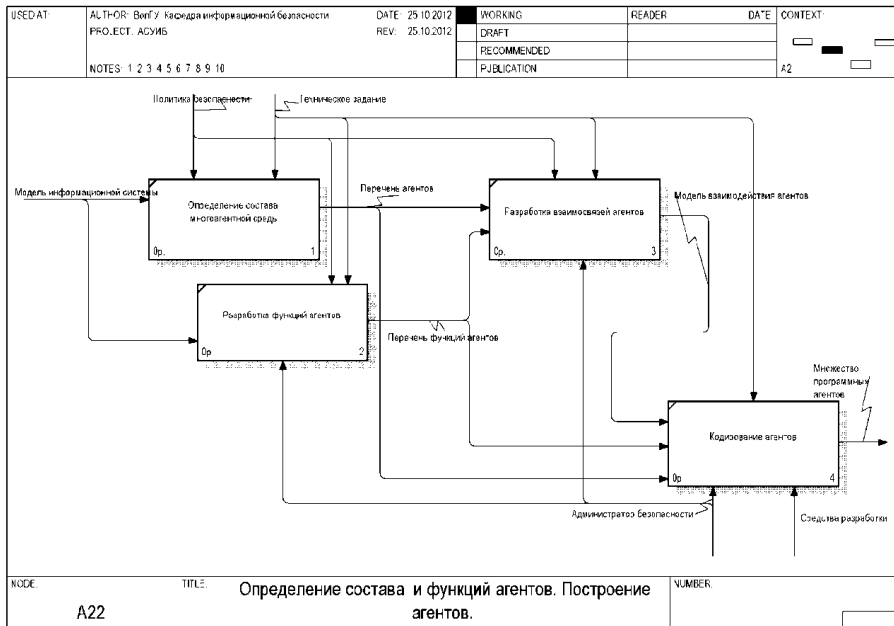 USED AT:
AUTHOR: ВолГУ Кафедра информационной безопасности
DATE: 25.10.2012
WORKING
READER
DATE
CONTEXT:
PROJECT: АСУИБ
REV: 25.10.2012
DRAFT
RECOMMENDED
NOTES: 1 2 3 4 5 6 7 8 9 10
PUBLICATION
A2
Политика безопасности
Техническое задание
Модель информационной системы
Определение состава
многоагентной средь
0р.
1
Перечень агентов
Разработка взаимосвязей агентов
0р.
3
Модель взаимодействия агентов
Разработка функций агентов
0р
2
Перечень функций агентов
Множество
программных
агентов
Кодирование агентов
0р
4
Администратор безопасности
Средства разработки
NODE:
TITLE:
Определение состава и функций агентов. Построение
агентов.
NUMBER:
A22